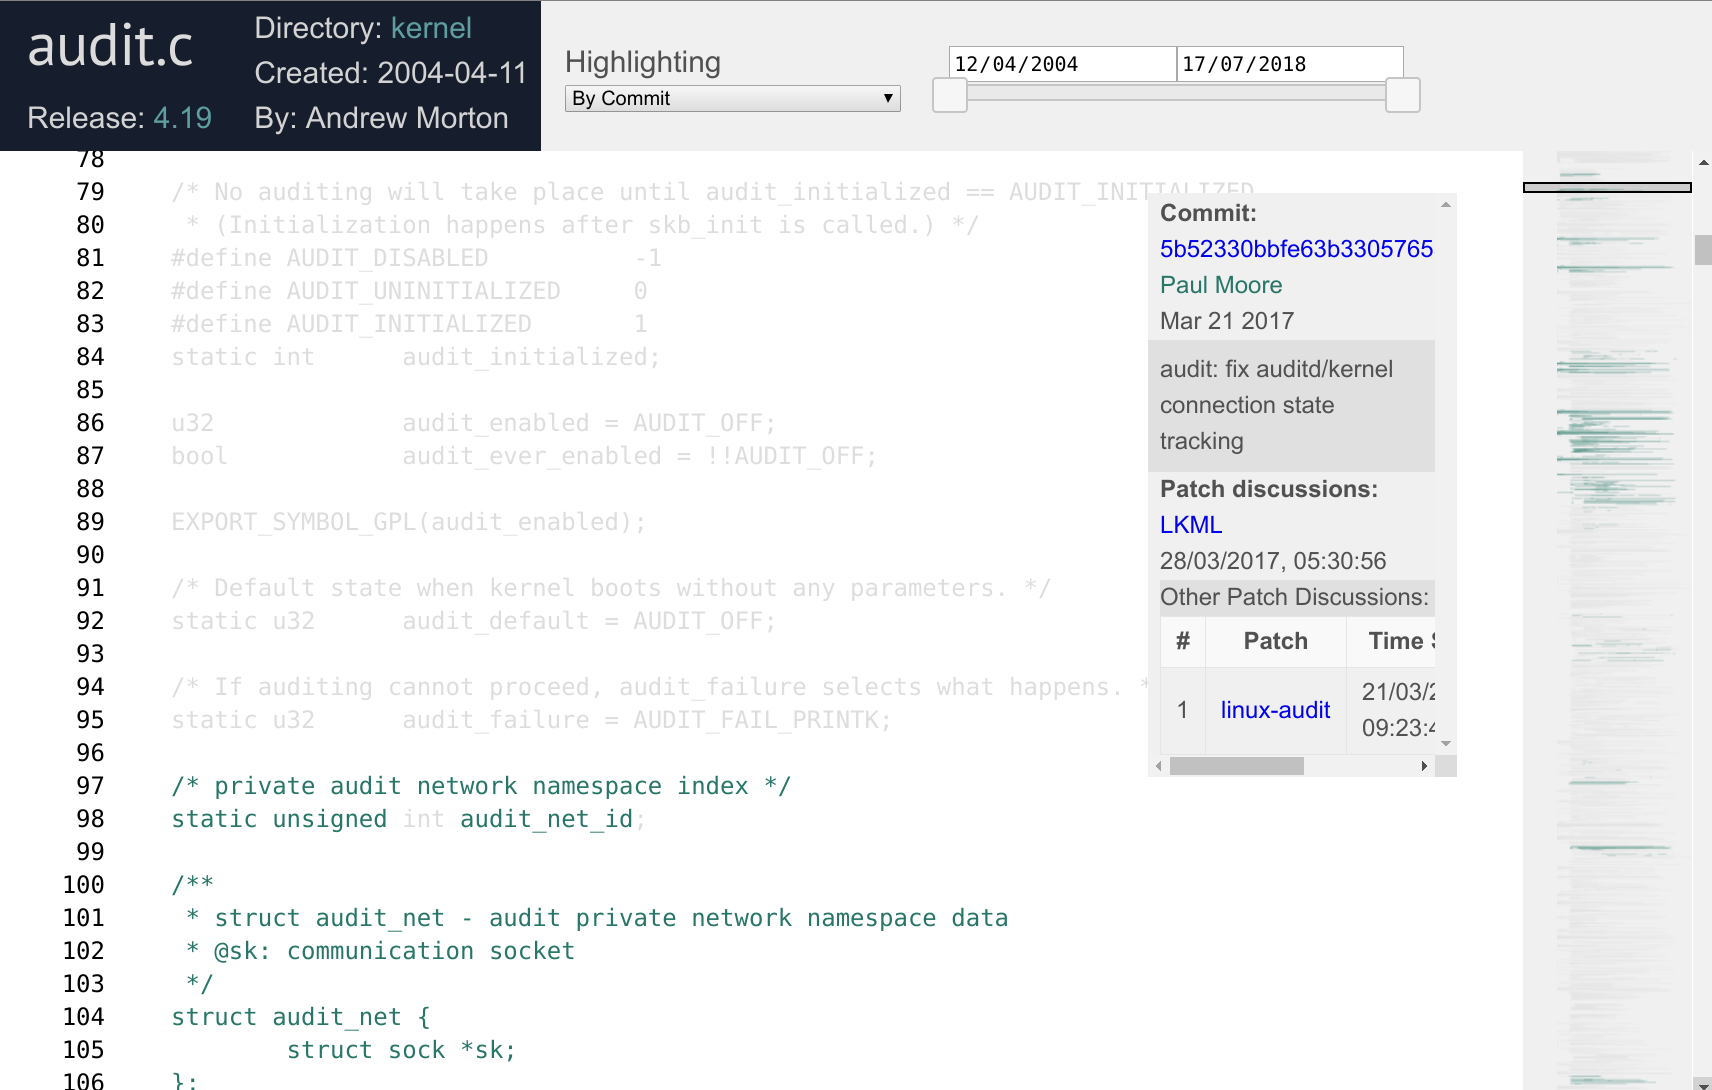 audit.c
Directory: kernel
Created: 2004-04-11
Release: 4.19
By: Andrew Morton
Highlighting
By Commit
12/04/2004
17/07/2018
78
79 /* No auditing will take place until audit_initialized == AUDIT_INITIALIZED
80 * (Initialization happens after skb_init is called.) */
81 #define AUDIT_DISABLED -1
82 #define AUDIT_UNINITIALIZED 0
83 #define AUDIT_INITIALIZED 1
84 static int audit_initialized;
85
86 u32 audit_enabled = AUDIT_OFF;
87 bool audit_ever_enabled = !!AUDIT_OFF;
88
89 EXPORT_SYMBOL_GPL(audit_enabled);
90
91 /* Default state when kernel boots without any parameters. */
92 static u32 audit_default = AUDIT_OFF;
93
94 /* If auditing cannot proceed, audit_failure selects what happens. *
95 static u32 audit_failure = AUDIT_FAIL_PRINTK;
96
97 /* private audit network namespace index */
98 static unsigned int audit_net_id;
99
100 /**
101 * struct audit_net - audit private network namespace data
102 * @sk: communication socket
103 */
104 struct audit_net {
105 struct sock *sk;
106 };
Commit:
5b52330bbfe63b3305765
Paul Moore
Mar 21 2017
audit: fix auditd/kernel
connection state
tracking
Patch discussions:
LKML
28/03/2017, 05:30:56
Other Patch Discussions:
# Patch Time
1 linux-audit 21/03/2
09:23:4